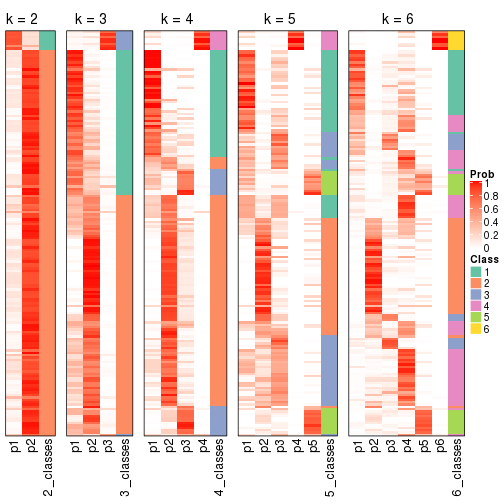 k = 2
k = 3
k = 4
k = 5
k = 6
Prob
1
0.8
0.6
0.4
0.2
0
Class
1
2
3
4
5
6
p1
p2
2_classes
p1
p2
p3
3_classes
p1
p2
p3
p4
4_classes
p1
p2
p3
p4
p5
5_classes
p1
p2
p3
p4
p5
p6
6_classes